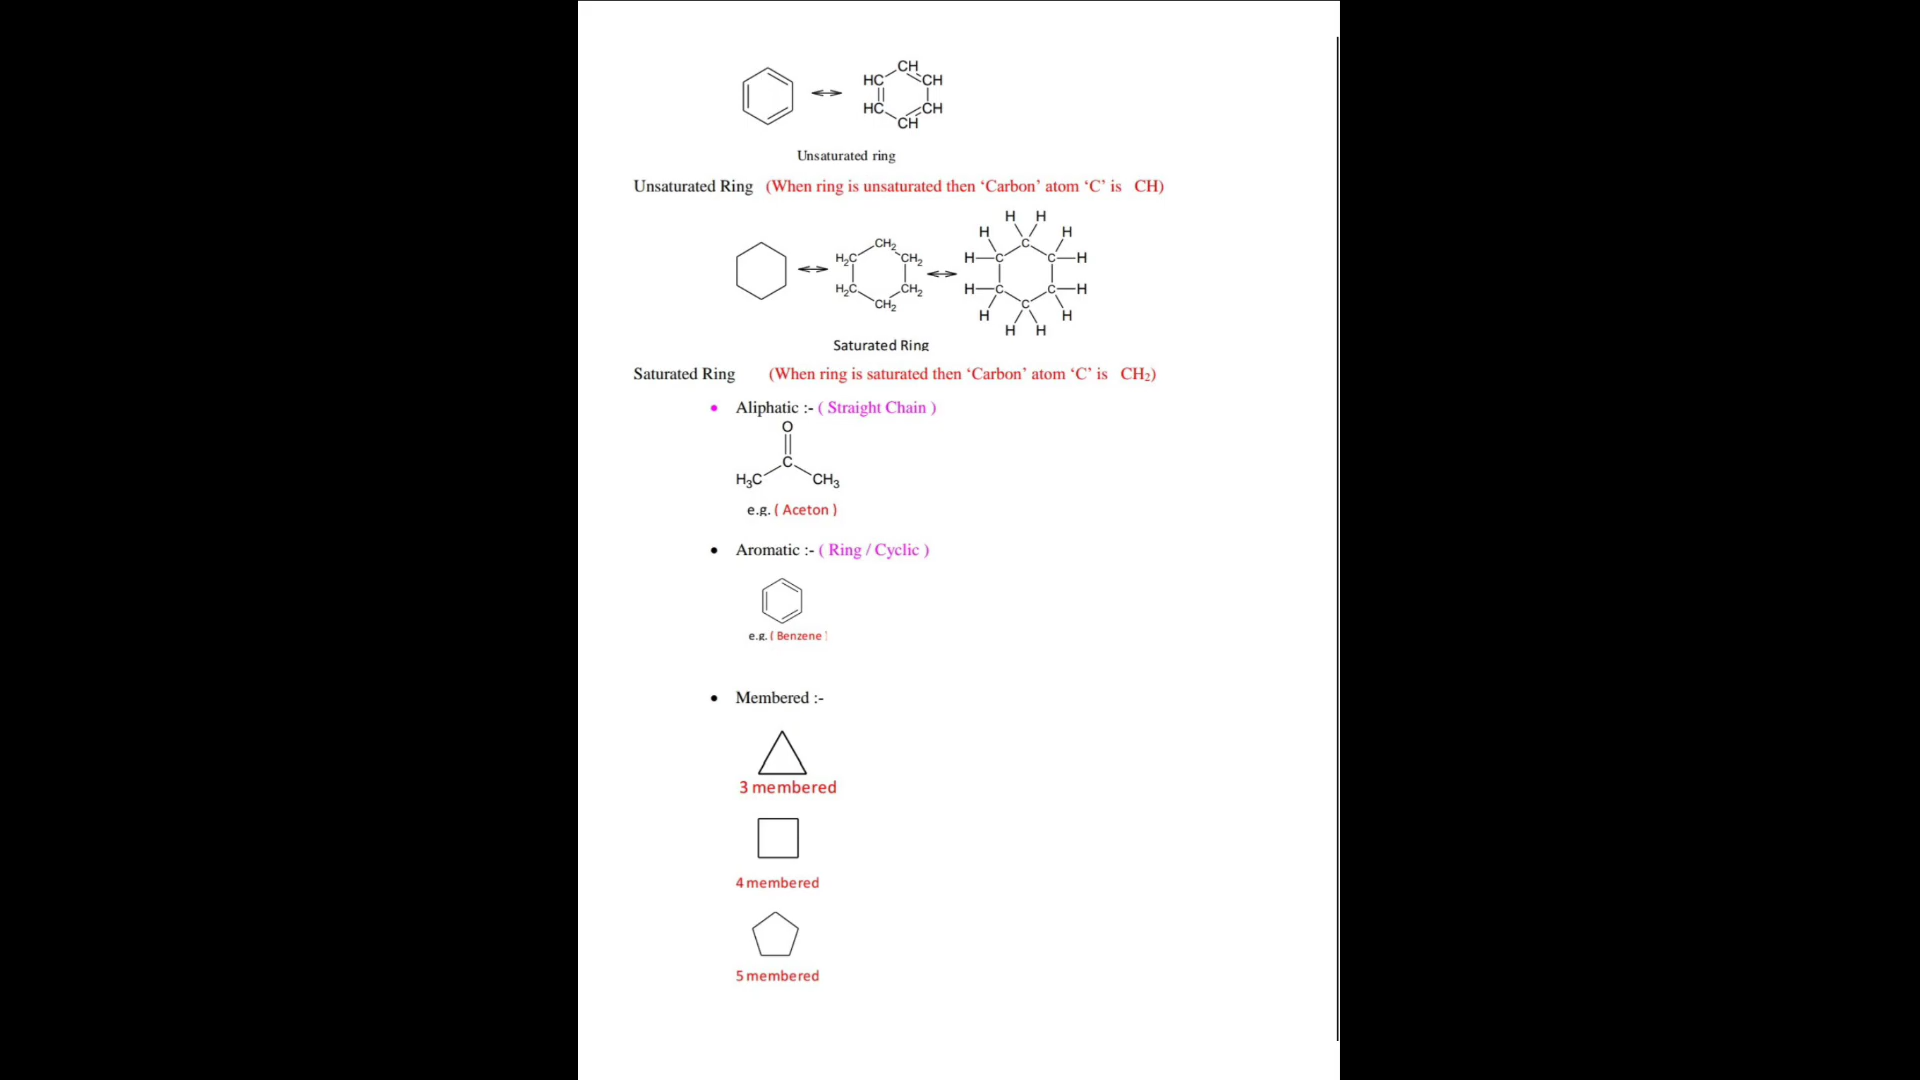 CH
HC CH
HC CH
CH
Unsaturated ring
Unsaturated Ring (When ring is unsaturated then ‘Carbon’ atom ‘C’ is CH)
H H
H H
CH₂ C
H₂C CH₂ H C C H
H₂C CH₂ H C C H
CH₂ C
H H
H H
Saturated Ring
Saturated Ring (When ring is saturated then ‘Carbon’ atom ‘C’ is CH₂)
• Aliphatic :- ( Straight Chain )
O
C
H₃C CH₃
e.g. ( Aceton )
• Aromatic :- ( Ring / Cyclic )
e.g. ( Benzene )
• Membered :-
3 membered
4 membered
5 membered